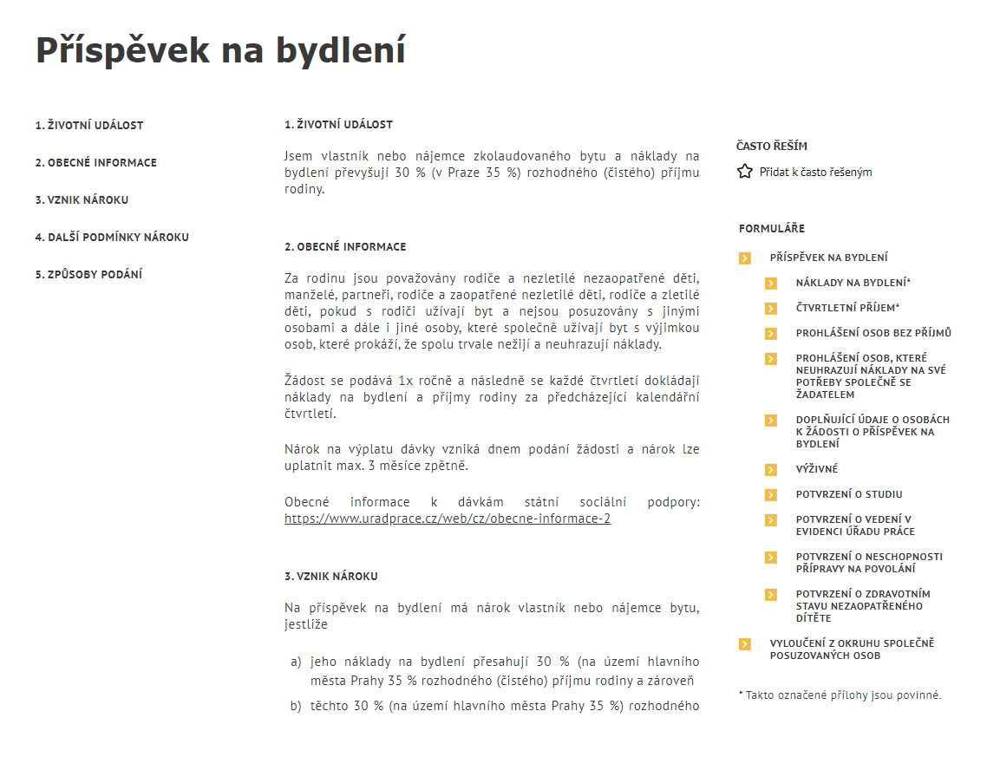 Příspěvek na bydlení
1. ŽIVOTNÍ UDÁLOST
2. OBECNÉ INFORMACE
3. VZNIK NÁROKU
4. DALŠÍ PODMÍNKY NÁROKU
5. ZPŮSOBY PODÁNÍ
1. ŽIVOTNÍ UDÁLOST
Jsem vlastník nebo nájemce zkolaudovaného bytu a náklady na
bydlení převyšují 30 % (v Praze 35 %) rozhodného (čistého) příjmu
rodiny.
2. OBECNÉ INFORMACE
Za rodinu jsou považovány rodiče a nezletilé nezaopatřené děti,
manželé, partneři, rodiče a zaopatřené nezletilé děti, rodiče a zletilé
děti, pokud s rodiči užívají byt a nejsou posuzovány s jinými
osobami a dále i jiné osoby, které společně užívají byt s výjimkou
osob, které prokáží, že spolu trvale nežijí a neuhrazují náklady.
Žádost se podává 1x ročně a následně se každé čtvrtletí dokládají
náklady na bydlení a příjmy rodiny za předcházející kalendářní
čtvrtletí.
Nárok na výplatu dávky vzniká dnem podání žádosti a nárok lze
uplatnit max. 3 měsíce zpětně.
Obecné informace k dávkám státní sociální podpory:
https://www.uradprace.cz/web/cz/obecne-informace-2
3. VZNIK NÁROKU
Na příspěvek na bydlení má nárok vlastník nebo nájemce bytu,
jestliže
a) jeho náklady na bydlení přesahují 30 % (na území hlavního
města Prahy 35 % rozhodného (čistého) příjmu rodiny a zároveň
b) těchto 30 % (na území hlavního města Prahy 35 %) rozhodného
ČASTO ŘEŠÍM
Přidat k často řešeným
FORMULÁŘE
PŘÍSPĚVEK NA BYDLENÍ
NÁKLADY NA BYDLENÍ*
ČTVRTLETNÍ PŘÍJEM*
PROHLÁŠENÍ OSOB BEZ PŘÍJMŮ
PROHLÁŠENÍ OSOB, KTERÉ
NEUHRAZUJÍ NÁKLADY NA SVÉ
POTŘEBY SPOLEČNĚ SE
ŽADATELEM
DOPLŇUJÍCÍ ÚDAJE O OSOBÁCH
K ŽÁDOSTI O PŘÍSPĚVEK NA
BYDLENÍ
VÝŽIVNÉ
POTVRZENÍ O STUDIU
POTVRZENÍ O VEDENÍ V
EVIDENCI ÚŘADU PRÁCE
POTVRZENÍ O NESCHOPNOSTI
PŘÍPRAVY NA POVOLÁNÍ
POTVRZENÍ O ZDRAVOTNÍM
STAVU NEZAOPATŘENÉHO
DÍTĚTE
VYLOUČENÍ Z OKRUHU SPOLEČNĚ
POSUZOVANÝCH OSOB
* Takto označené přílohy jsou povinné.